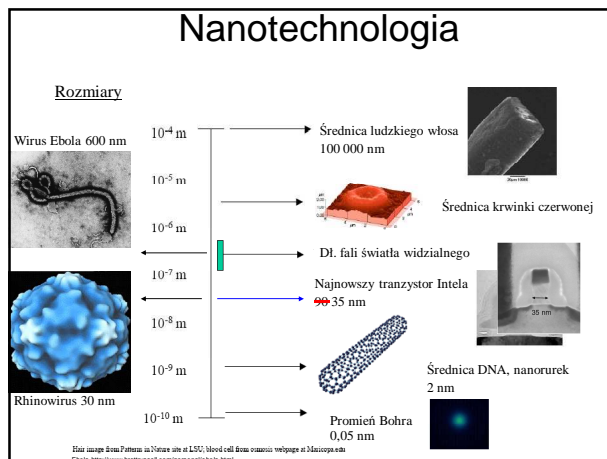 Nanotechnologia
Rozmiary
Wirus Ebola 600 nm
10-4 m
Średnica ludzkiego włosa
100 000 nm
10-5 m
Średnica krwinki czerwonej
10-6 m
Dł. fali światła widzialnego
10-7 m
Najnowszy tranzystor Intela
90 35 nm
35 nm
10-8 m
10-9 m
Średnica DNA, nanorurek
2 nm
Rhinowirus 30 nm
10-10 m
Promień Bohra
0,05 nm
Hair image from Patterns in Nature site at LSU; blood cell from osmosis webpage at Maricopa.edu